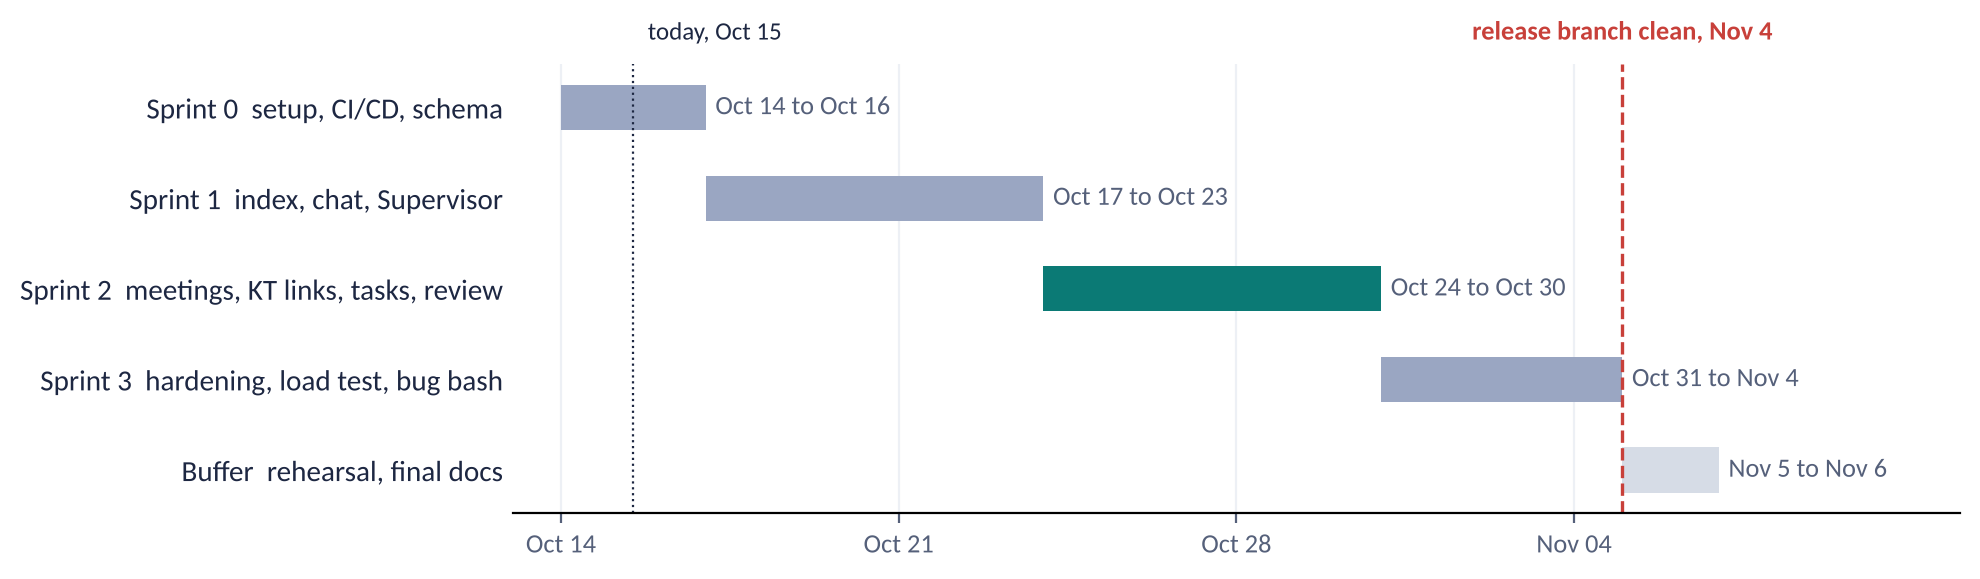 today, Oct 15
release branch clean, Nov 4
Sprint 0 setup, CI/CD, schema
Oct 14 to Oct 16
Sprint 1 index, chat, Supervisor
Oct 17 to Oct 23
Sprint 2 meetings, KT links, tasks, review
Oct 24 to Oct 30
Sprint 3 hardening, load test, bug bash
Oct 31 to Nov 4
Buffer rehearsal, final docs
Nov 5 to Nov 6
Oct 14
Oct 21
Oct 28
Nov 04